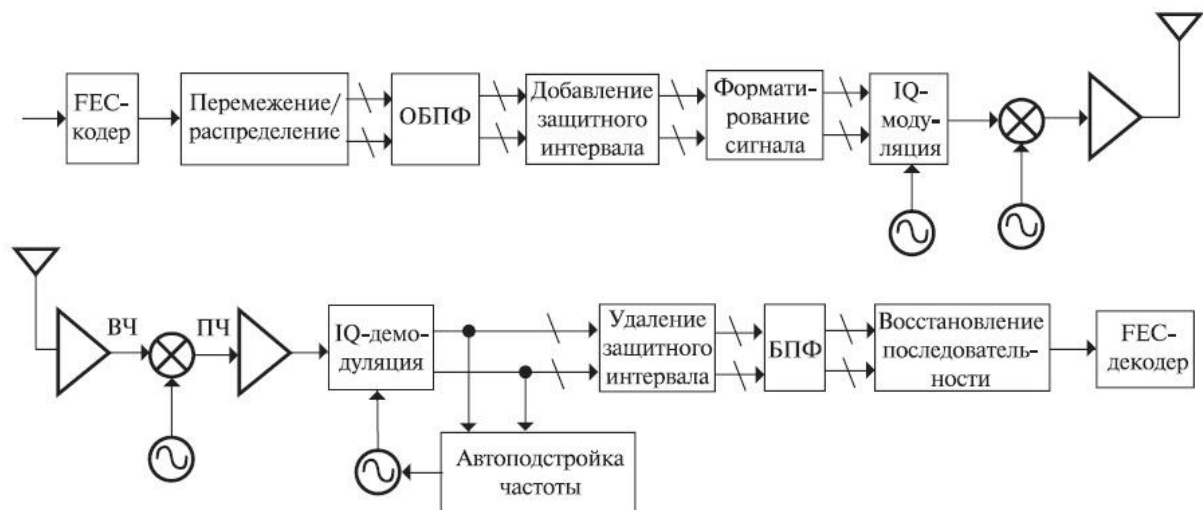 FEC-
кодер
Перемежение/
распределение
ОБПФ
Добавление
защитного
интервала
Формати-
рование
сигнала
IQ-
моду-
ляция
ВЧ
ПЧ
IQ-демо-
дуляция
Удаление
защитного
интервала
БПФ
Восстановление
последователь-
ности
FEC-
декодер
Автоподстройка
частоты